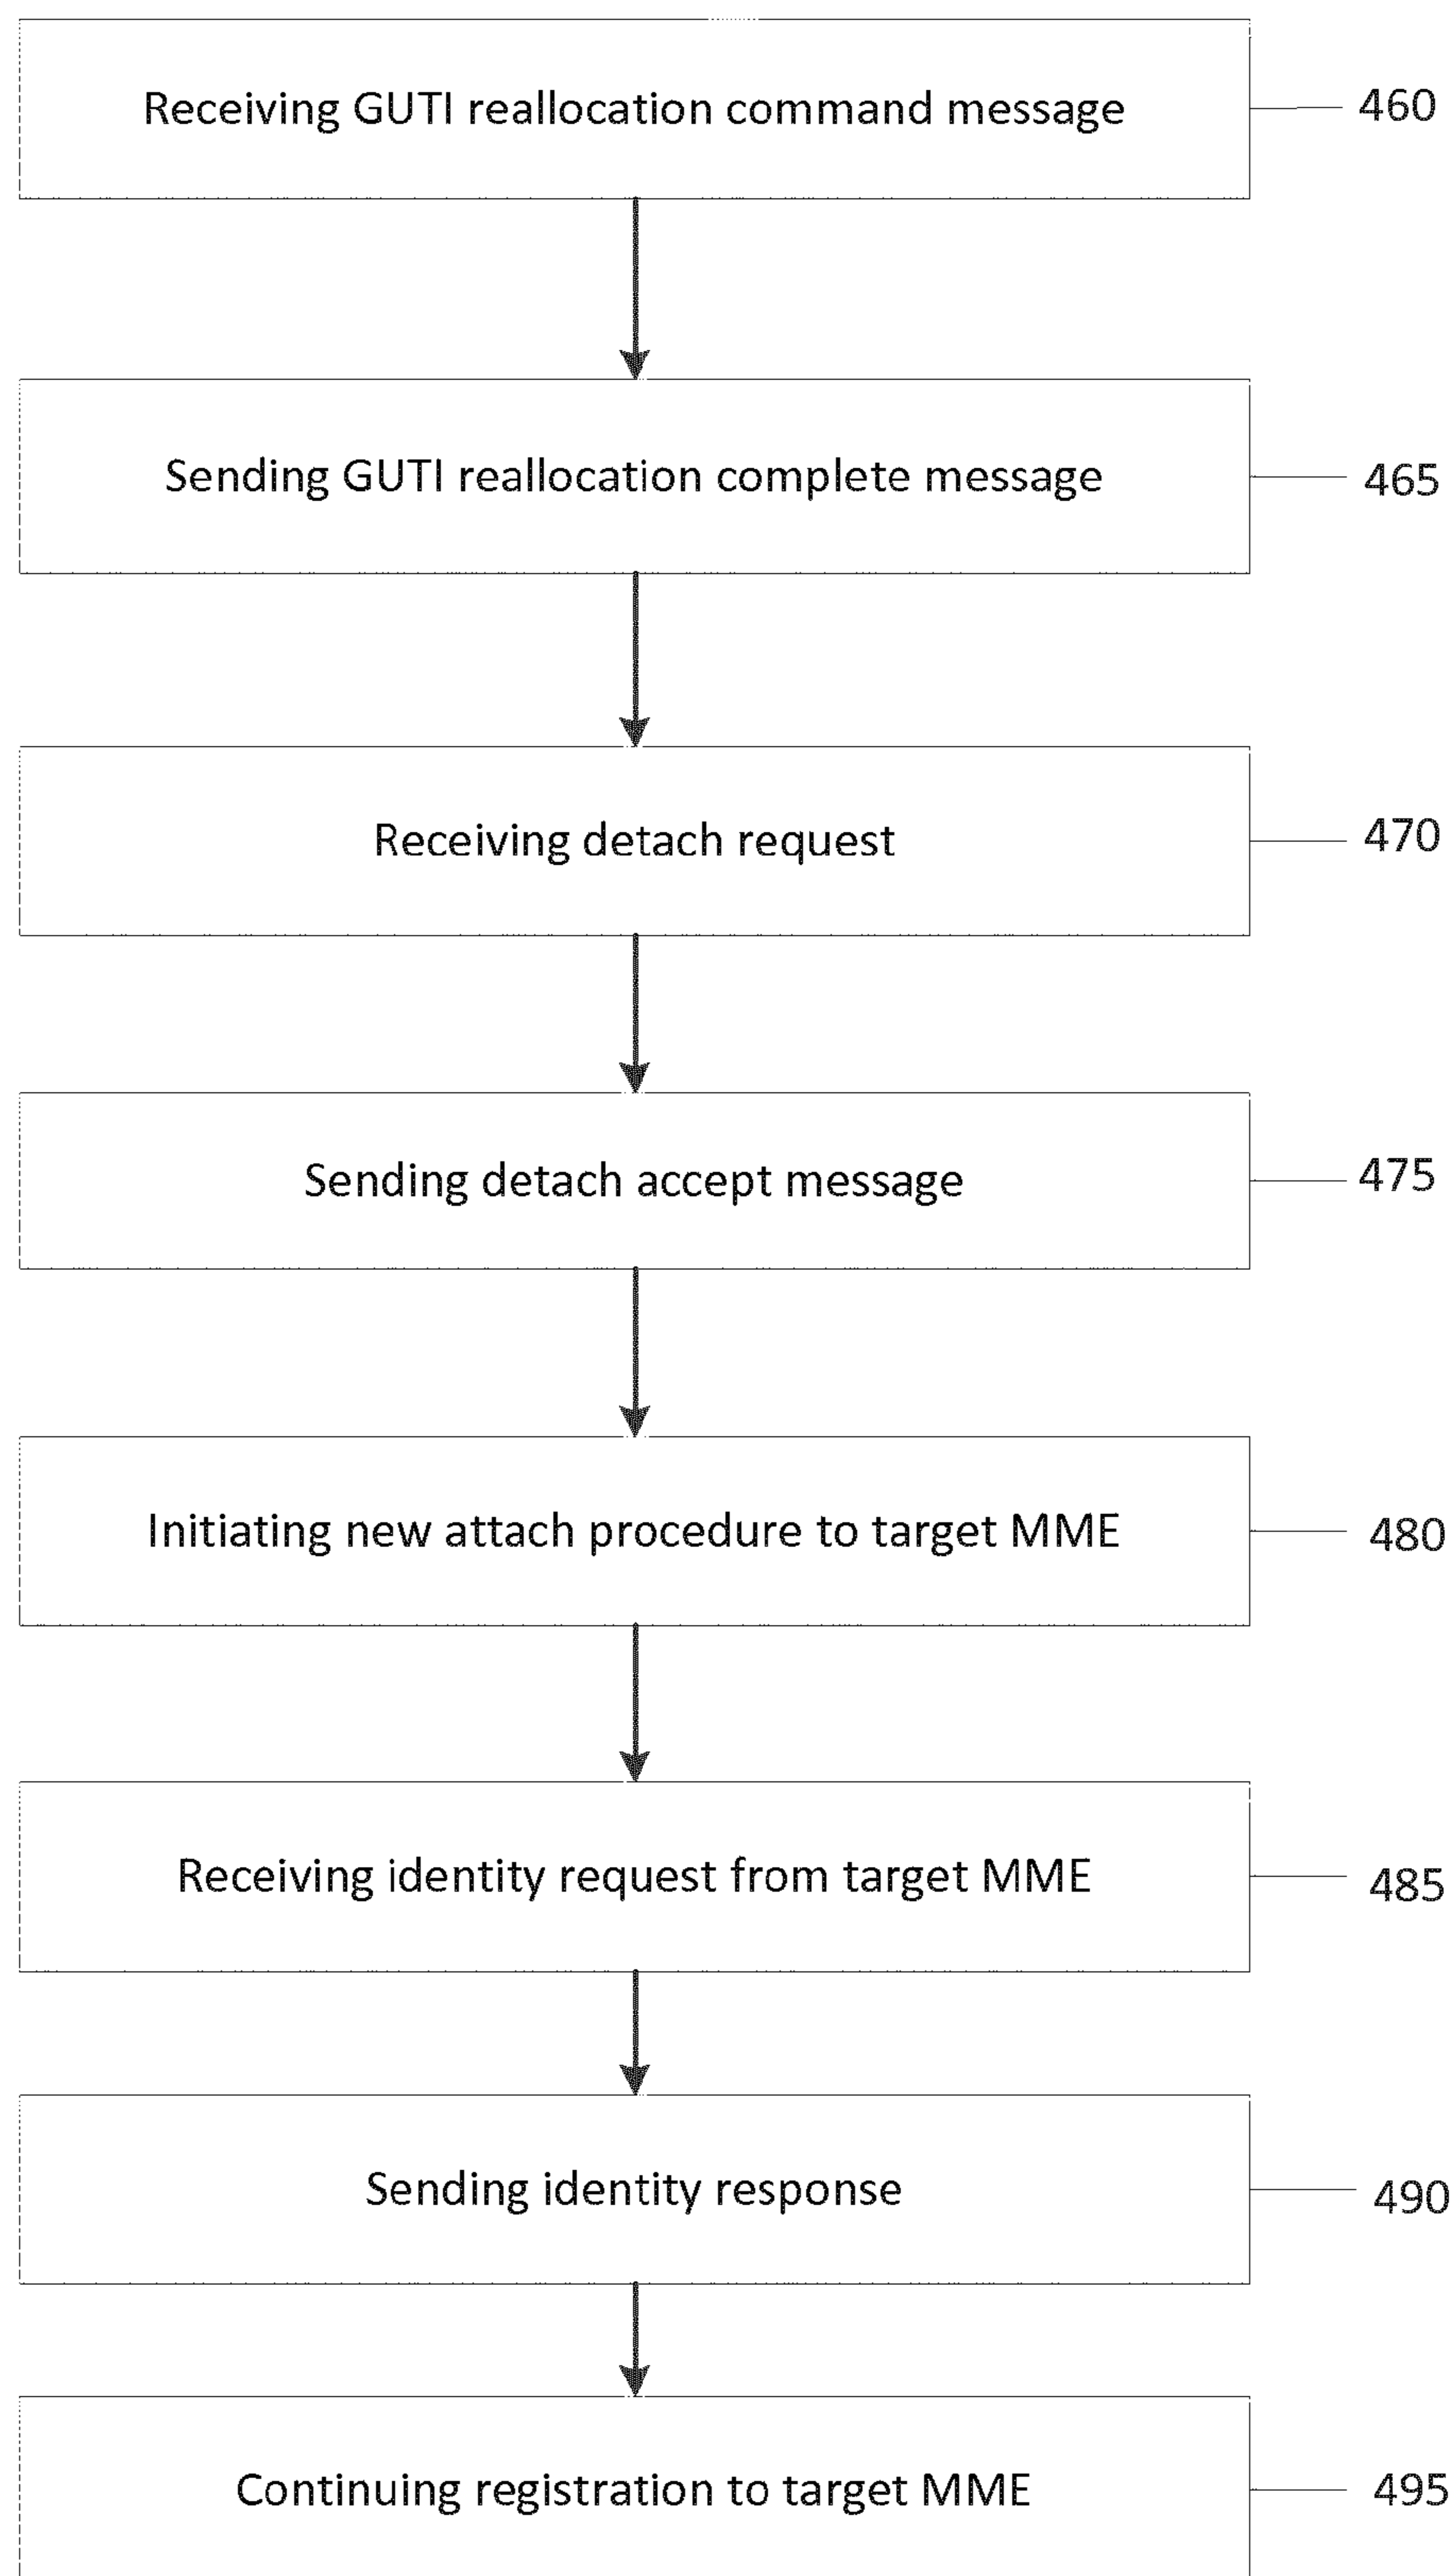 Receiving GUTI reallocation command message 460
Sending GUTI reallocation complete message 465
Receiving detach request 470
Sending detach accept message 475
Initiating new attach procedure to target MME 480
Receiving identity request from target MME 485
Sending identity response 490
Continuing registration to target MME 495